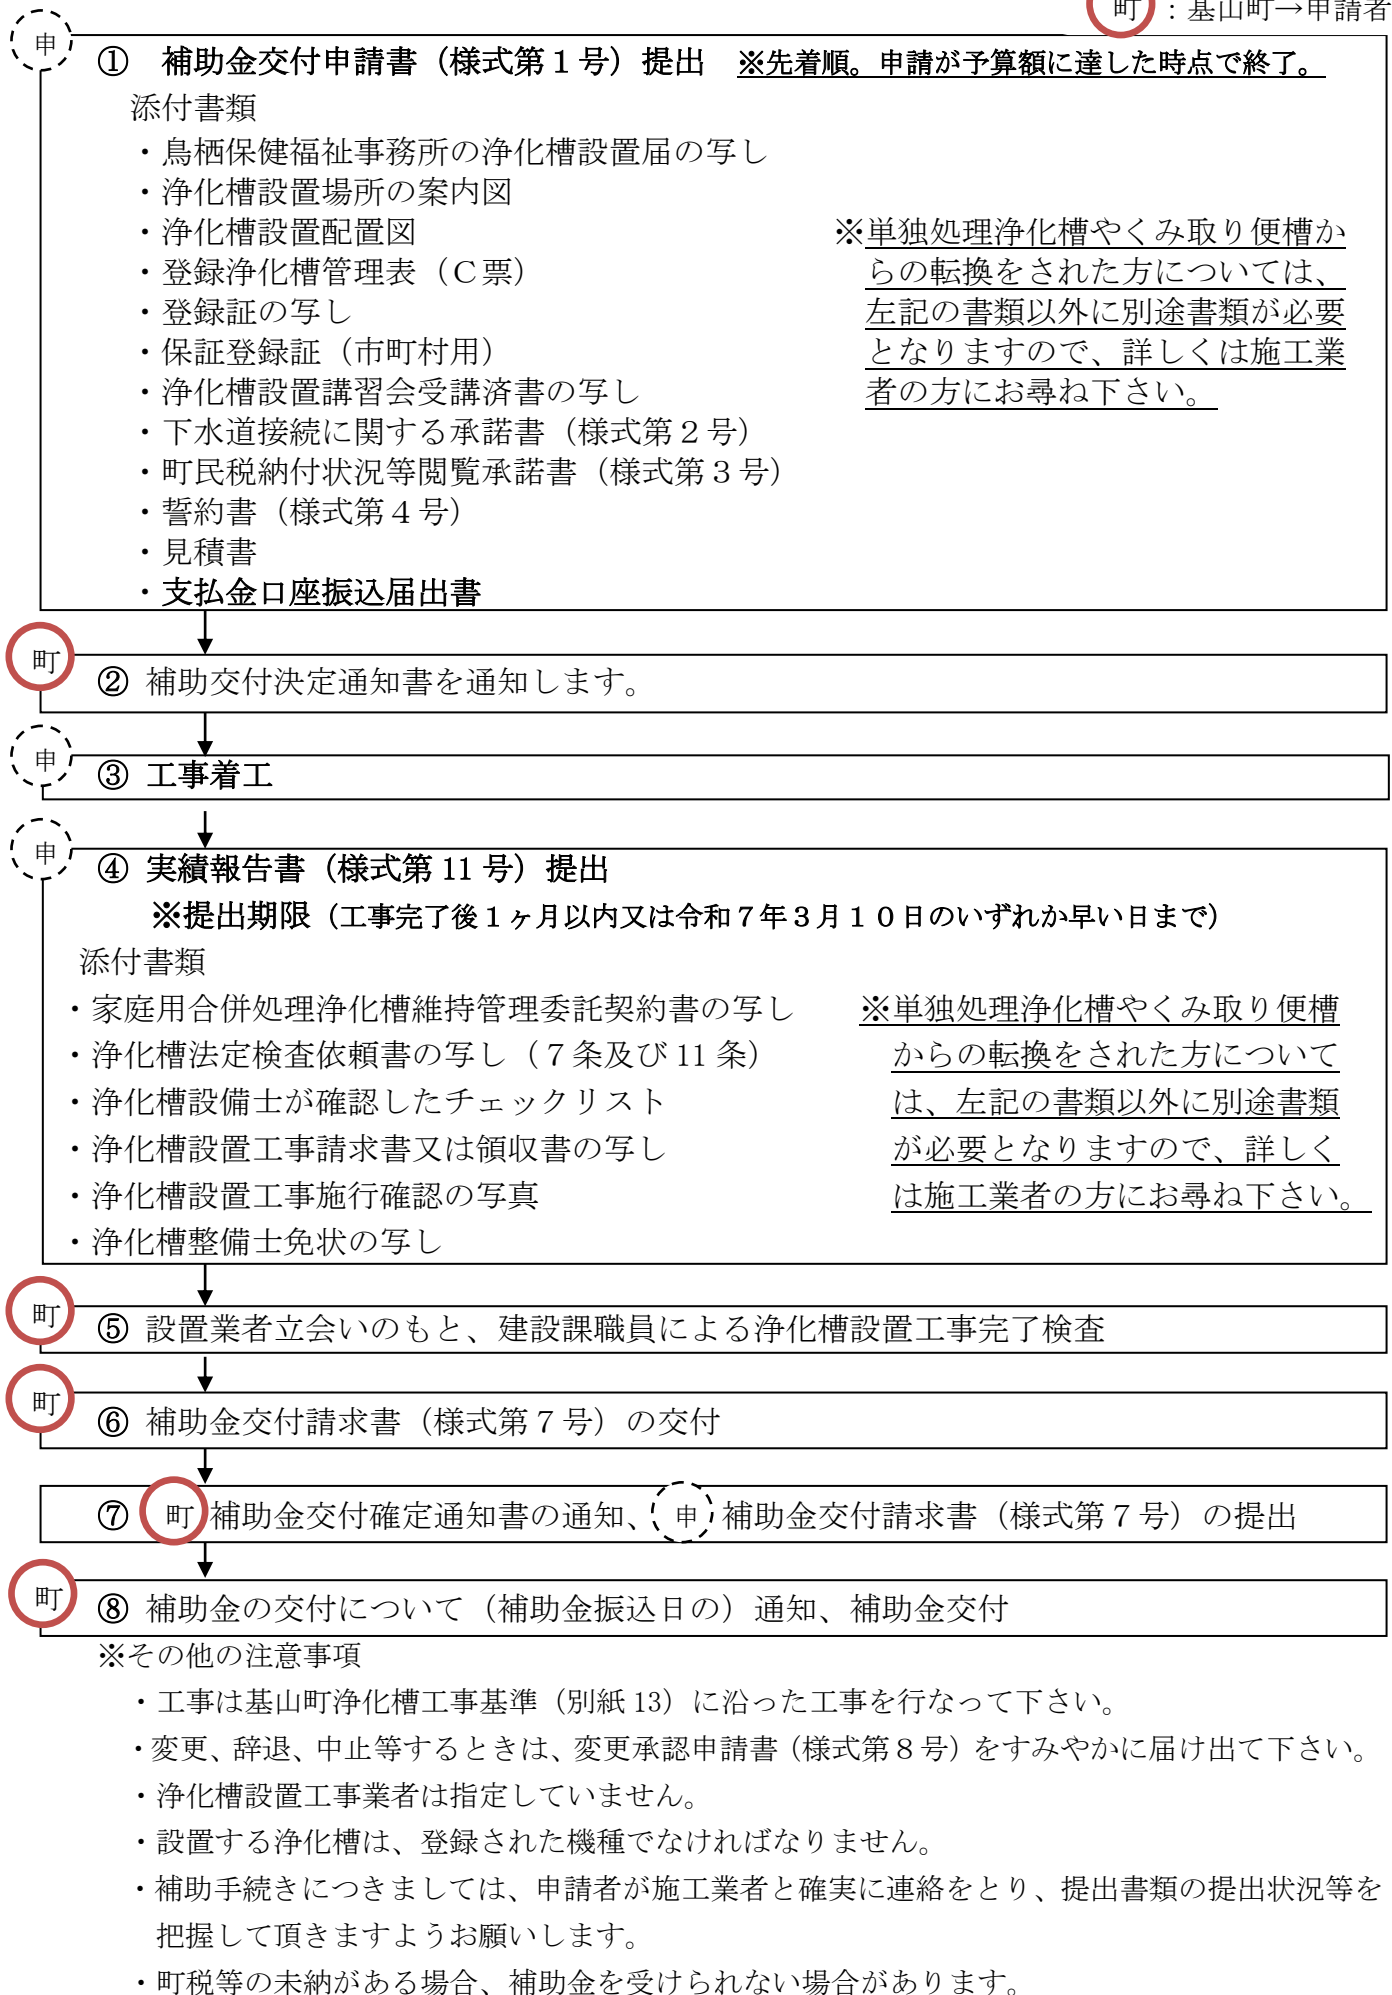 町：基山町→申請者
申
①　補助金交付申請書（様式第１号）提出　※先着順。申請が予算額に達した時点で終了。
添付書類
・鳥栖保健福祉事務所の浄化槽設置届の写し
・浄化槽設置場所の案内図
・浄化槽設置配置図
・登録浄化槽管理表（Ｃ票）
・登録証の写し
・保証登録証（市町村用）
・浄化槽設置講習会受講済書の写し
・下水道接続に関する承諾書（様式第２号）
・町民税納付状況等閲覧承諾書（様式第３号）
・誓約書（様式第４号）
・見積書
・支払金口座振込届出書
※単独処理浄化槽やくみ取り便槽か
らの転換をされた方については、
左記の書類以外に別途書類が必要
となりますので、詳しくは施工業
者の方にお尋ね下さい。
町
② 補助交付決定通知書を通知します。
申
③ 工事着工
申
④ 実績報告書（様式第 11 号）提出
※提出期限（工事完了後１ヶ月以内又は令和７年３月１０日のいずれか早い日まで）
添付書類
・家庭用合併処理浄化槽維持管理委託契約書の写し
・浄化槽法定検査依頼書の写し（７条及び 11 条）
・浄化槽設備士が確認したチェックリスト
・浄化槽設置工事請求書又は領収書の写し
・浄化槽設置工事施行確認の写真
・浄化槽整備士免状の写し
※単独処理浄化槽やくみ取り便槽
からの転換をされた方について
は、左記の書類以外に別途書類
が必要となりますので、詳しく
は施工業者の方にお尋ね下さい。
町
⑤ 設置業者立会いのもと、建設課職員による浄化槽設置工事完了検査
町
⑥ 補助金交付請求書（様式第７号）の交付
⑦ 町 補助金交付確定通知書の通知、 申 補助金交付請求書（様式第７号）の提出
町
⑧ 補助金の交付について（補助金振込日の）通知、補助金交付
※その他の注意事項
・工事は基山町浄化槽工事基準（別紙 13）に沿った工事を行なって下さい。
・変更、辞退、中止等するときは、変更承認申請書（様式第８号）をすみやかに届け出て下さい。
・浄化槽設置工事業者は指定していません。
・設置する浄化槽は、登録された機種でなければなりません。
・補助手続きにつきましては、申請者が施工業者と確実に連絡をとり、提出書類の提出状況等を
把握して頂きますようお願いします。
・町税等の未納がある場合、補助金を受けられない場合があります。